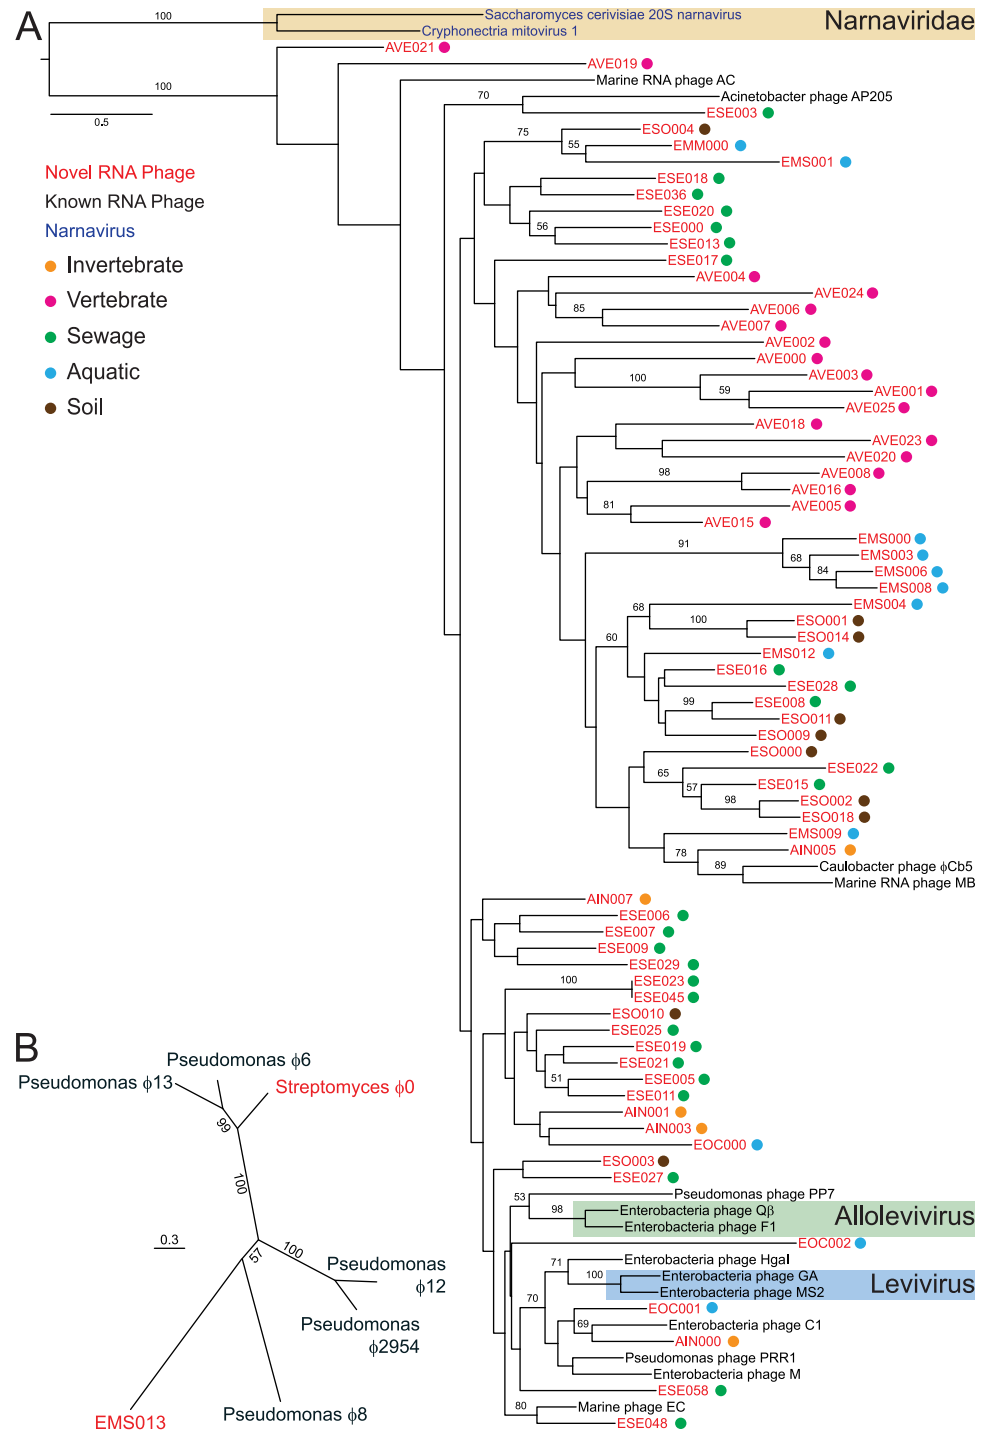 A
100
Saccharomyces cerivisiae 20S narnavirus
Narnaviridae
Cryphonectria mitovirus 1
AVE021
100
AVE019
Marine RNA phage AC
0.5
70
Acinetobacter phage AP205
ESE003
75
ESO004
55
EMM000
EMS001
Novel RNA Phage
Known RNA Phage
Narnavirus
Invertebrate
Vertebrate
Sewage
Aquatic
Soil
ESE018
ESE036
ESE020
56
ESE000
ESE013
ESE017
AVE004
AVE024
85
AVE006
AVE007
AVE002
AVE000
100
AVE003
59
AVE001
AVE025
AVE018
AVE023
AVE020
98
AVE008
AVE016
81
AVE005
AVE015
91
EMS000
68
EMS003
84
EMS006
EMS008
68
EMS004
100
ESO001
60
ESO014
EMS012
ESE016
ESE028
99
ESE008
ESO011
ESO009
ESO000
65
ESE022
57
ESE015
98
ESO002
ESO018
EMS009
78
AIN005
89
Caulobacter phage ϕCb5
Marine RNA phage MB
AIN007
ESE006
ESE007
ESE009
ESE029
100
ESE023
ESE045
ESO010
ESE025
ESE019
ESE021
51
ESE005
ESE011
AIN001
AIN003
EOC000
ESO003
ESE027
53
Pseudomonas phage PP7
98
Enterobacteria phage Qβ
Allolevivirus
Enterobacteria phage F1
EOC002
71
Enterobacteria phage Hgal
100
Enterobacteria phage GA
Levivirus
Enterobacteria phage MS2
70
EOC001
69
Enterobacteria phage C1
AIN000
Pseudomonas phage PRR1
Enterobacteria phage M
ESE058
80
Marine phage EC
ESE048
B
Pseudomonas ϕ6
Pseudomonas ϕ13
Streptomyces ϕ0
99
100
0.3
57
100
Pseudomonas
ϕ12
Pseudomonas
ϕ2954
EMS013
Pseudomonas ϕ8